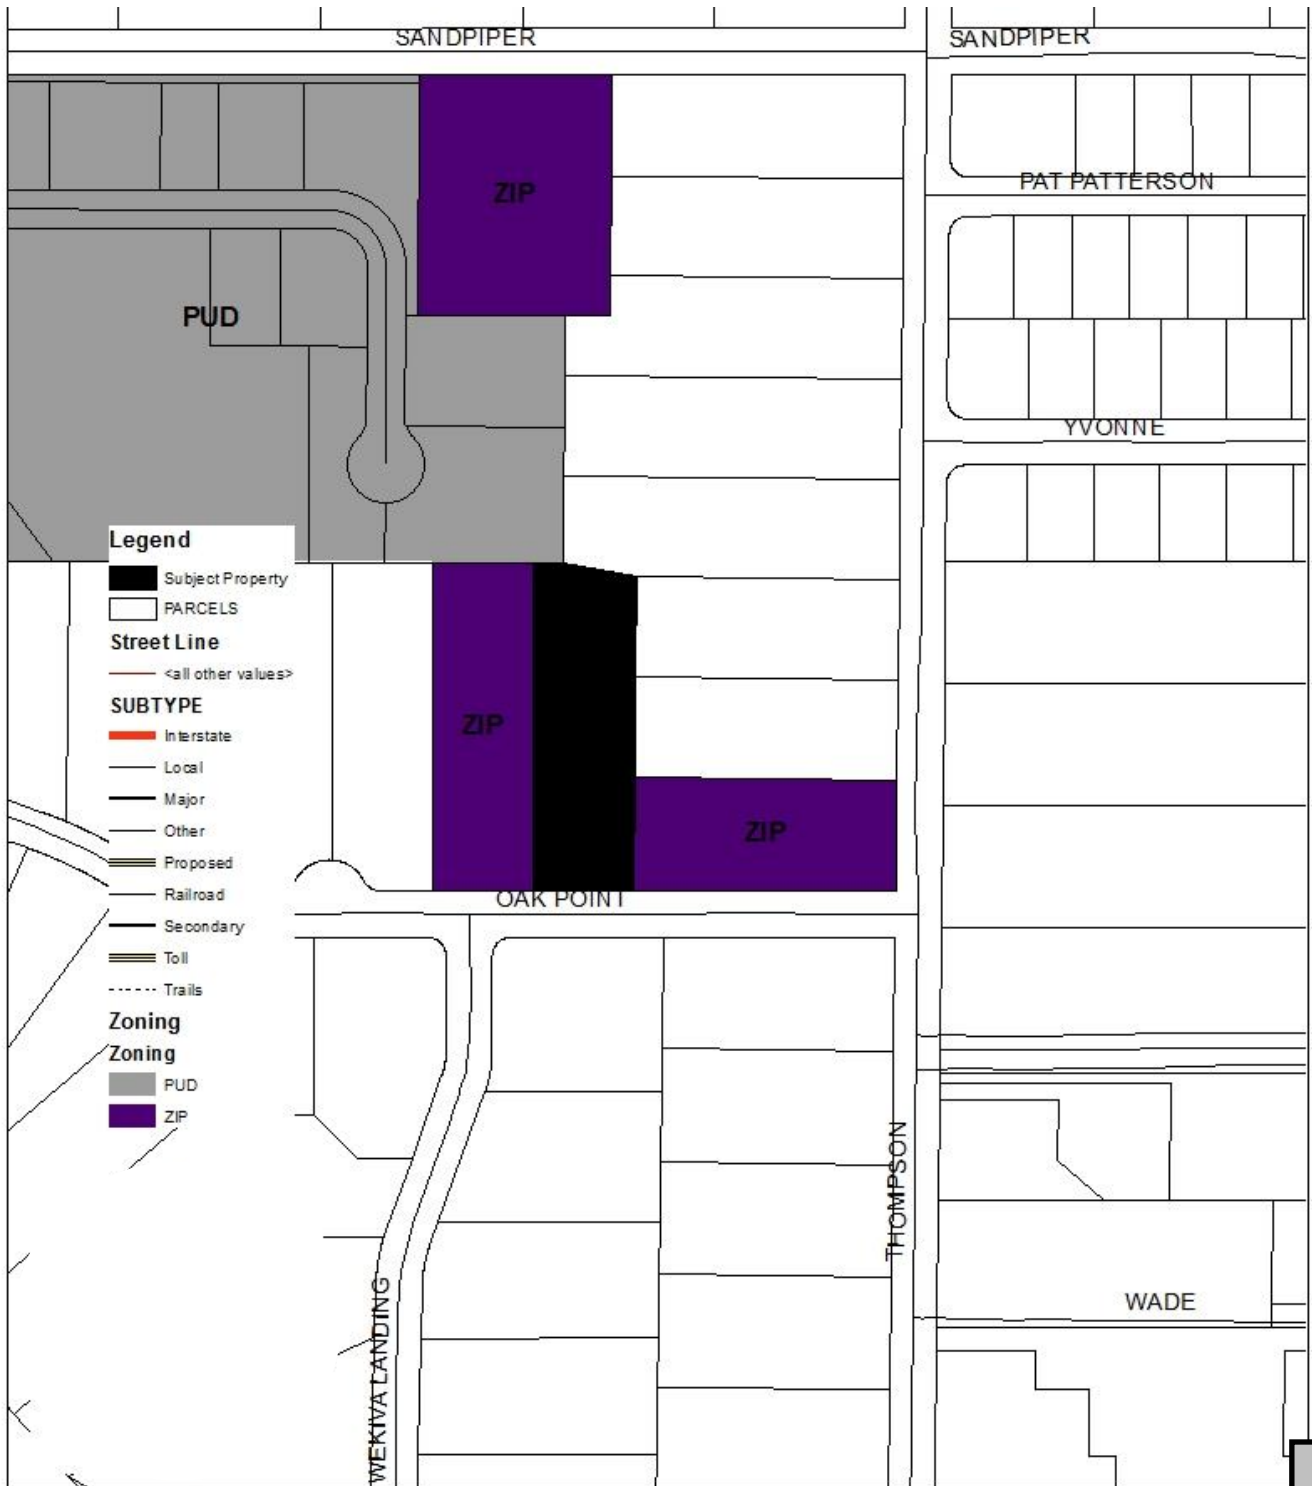 SANDPIPER
SANDPIPER
PAT PATTERSON
ZIP
PUD
YVONNE
Legend
Subject Property
PARCELS
Street Line
<all other values>
SUBTYPE
Interstate
Local
Major
Other
Proposed
Railroad
Secondary
Toll
Trails
Zoning
Zoning
PUD
ZIP
ZIP
ZIP
OAK POINT
THOMPSON
WEKIVA LANDING
WADE